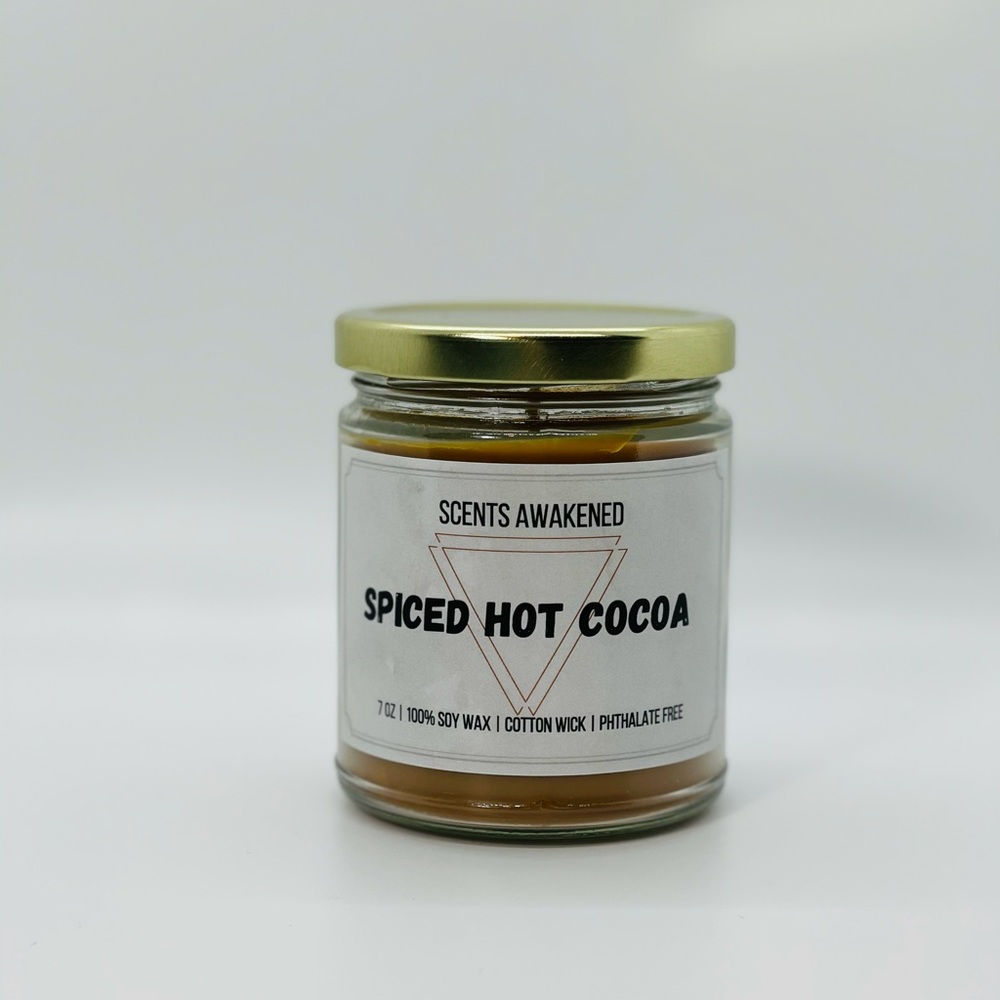 SCENTS AWAKENED
SPICED HOT COCOA
7 OZ | 100% SOY WAX | COTTON WICK | PHTHALATE FREE